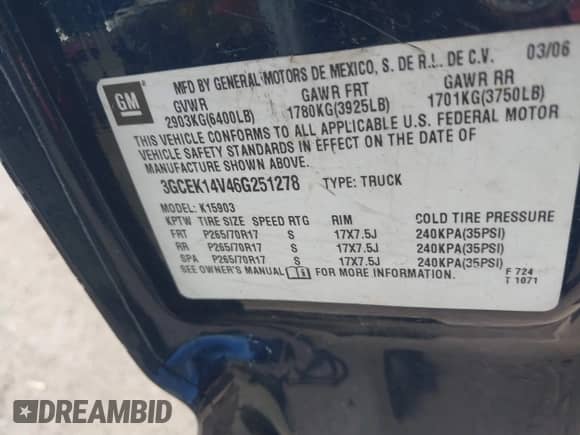 GM
MFD BY GENERAL MOTORS DE MEXICO, S. DE R.L. DE C.V. 03/06
GVWR GAWR FRT GAWR RR
2903KG(6400LB) 1780KG(3925LB) 1701KG(3750LB)
THIS VEHICLE CONFORMS TO ALL APPLICABLE U.S. FEDERAL MOTOR
VEHICLE SAFETY STANDARDS IN EFFECT ON THE DATE OF
MANUFACTURE SHOWN ABOVE.
3GCEK14V46G251278 TYPE: TRUCK
MODEL: K15903
KPTW TIRE SIZE SPEED RTG RIM COLD TIRE PRESSURE
FRT P265/70R17 S 17X7.5J 240KPA(35PSI)
RR P265/70R17 S 17X7.5J 240KPA(35PSI)
SPA P265/70R17 S 17X7.5J 240KPA(35PSI)
SEE OWNER'S MANUAL FOR MORE INFORMATION. F 724
T 1071
DREAMBID